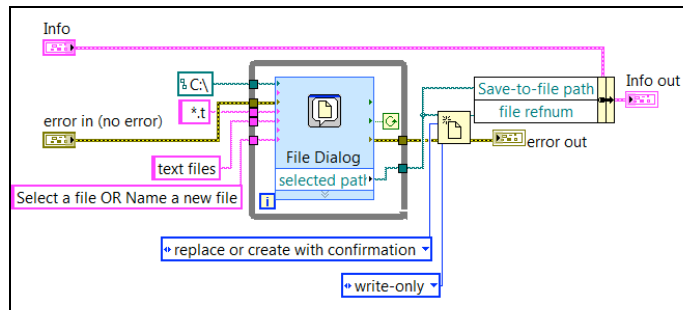 Info
C:\
*.t
error in (no error)
text files
Select a file OR Name a new file
File Dialog
selected patl
i
Save-to-file path
file refnum
Info out
error out
replace or create with confirmation
write-only